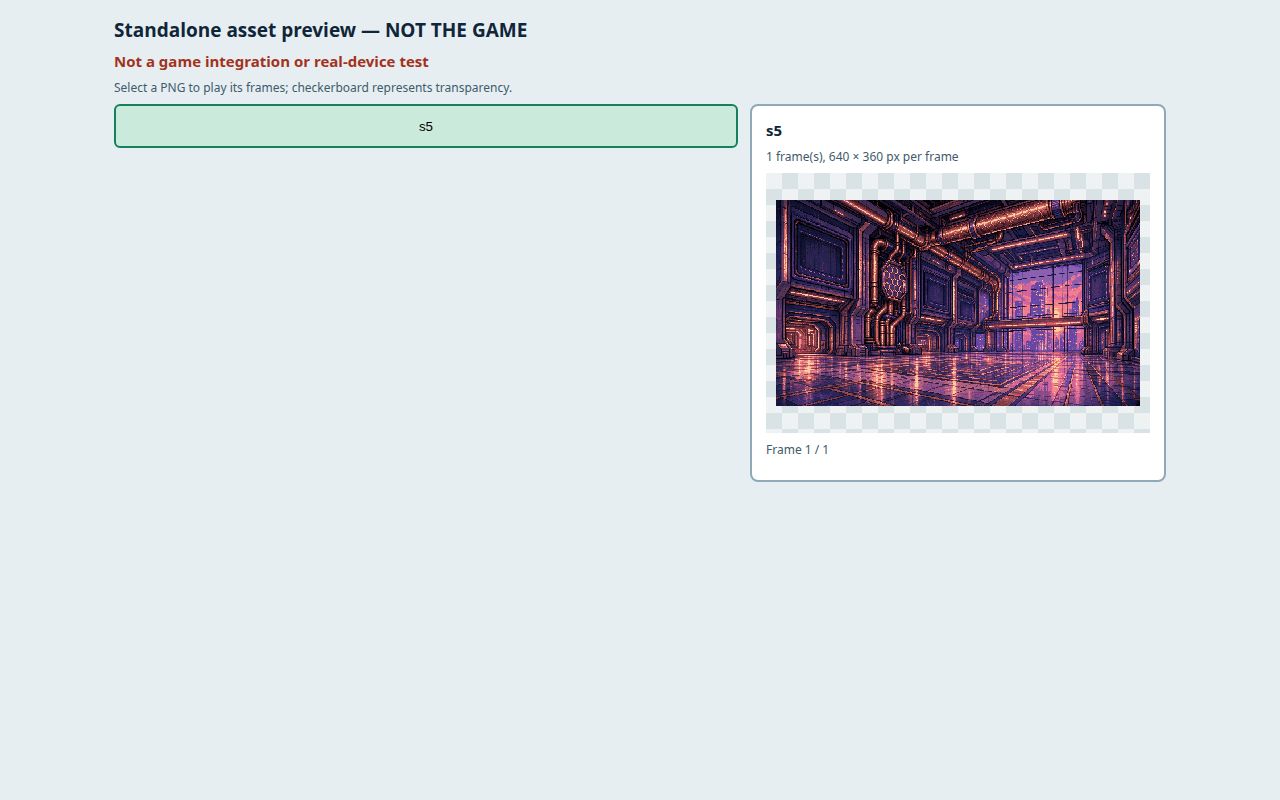 Standalone asset preview — NOT THE GAME
Not a game integration or real-device test
Select a PNG to play its frames; checkerboard represents transparency.
s5
s5
1 frame(s), 640 × 360 px per frame
Frame 1 / 1